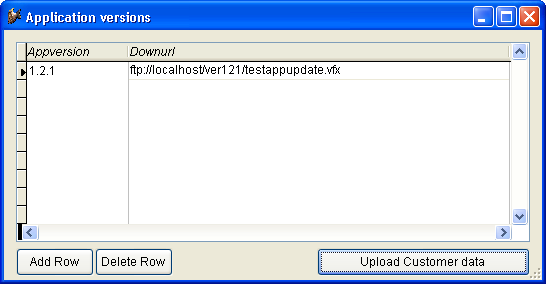 Application versions
Appversion Downurl
1.2.1 ftp://localhost/ver121/testappupdate.vfx
Add Row Delete Row Upload Customer data